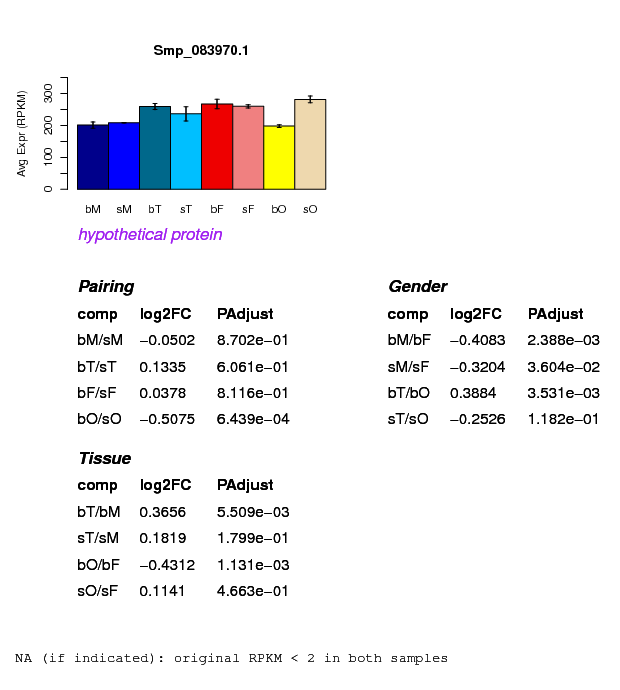 Smp_083970.1
Avg Expr (RPKM)
0 100 200 300
bM sM bT sT bF sF bO sO
hypothetical protein
Pairing
comp log2FC PAdjust
bM/sM −0.0502 8.702e−01
bT/sT 0.1335 6.061e−01
bF/sF 0.0378 8.116e−01
bO/sO −0.5075 6.439e−04
Gender
comp log2FC PAdjust
bM/bF −0.4083 2.388e−03
sM/sF −0.3204 3.604e−02
bT/bO 0.3884 3.531e−03
sT/sO −0.2526 1.182e−01
Tissue
comp log2FC PAdjust
bT/bM 0.3656 5.509e−03
sT/sM 0.1819 1.799e−01
bO/bF −0.4312 1.131e−03
sO/sF 0.1141 4.663e−01
NA (if indicated): original RPKM < 2 in both samples